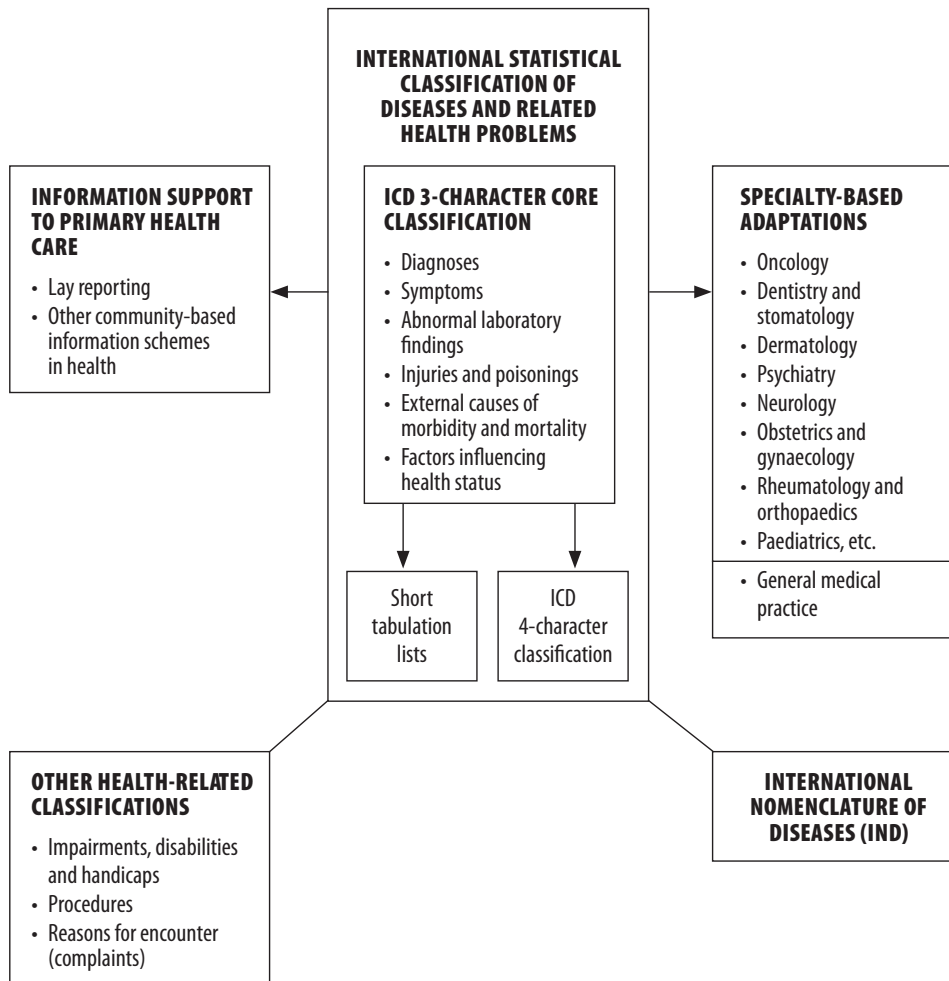 INTERNATIONAL STATISTICAL
CLASSIFICATION OF
DISEASES AND RELATED
HEALTH PROBLEMS
INFORMATION SUPPORT
TO PRIMARY HEALTH
CARE
• Lay reporting
• Other community-based
information schemes
in health
ICD 3-CHARACTER CORE
CLASSIFICATION
• Diagnoses
• Symptoms
• Abnormal laboratory
findings
• Injuries and poisonings
• External causes of
morbidity and mortality
• Factors influencing
health status
SPECIALTY-BASED
ADAPTATIONS
• Oncology
• Dentistry and
stomatology
• Dermatology
• Psychiatry
• Neurology
• Obstetrics and
gynaecology
• Rheumatology and
orthopaedics
• Paediatrics, etc.
• General medical
practice
Short
tabulation
lists
ICD
4-character
classification
OTHER HEALTH-RELATED
CLASSIFICATIONS
• Impairments, disabilities
and handicaps
• Procedures
• Reasons for encounter
(complaints)
INTERNATIONAL
NOMENCLATURE OF
DISEASES (IND)